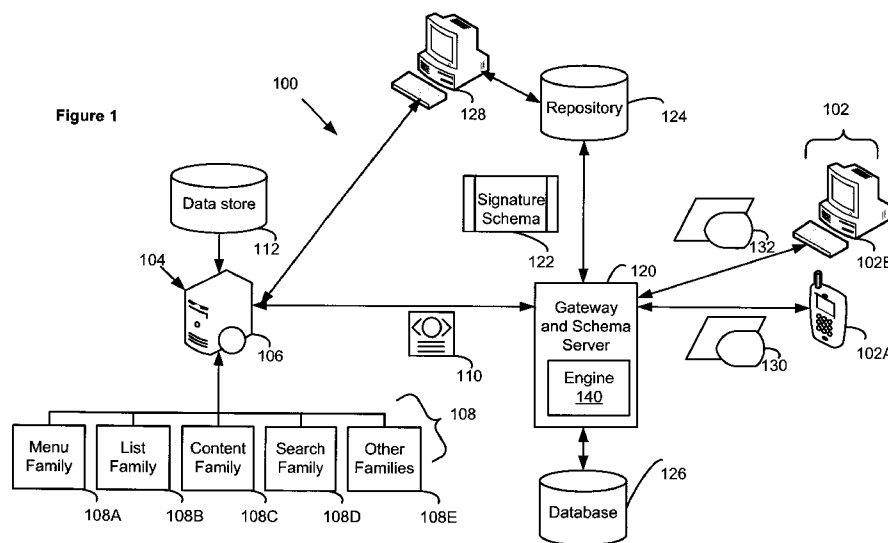 Figure 1
100
128
Repository
124
102
Data store
112
Signature
Schema
122
132
102B
104
106
110
120
Gateway
and Schema
Server
Engine
140
130
102A
108
Menu
Family
List
Family
Content
Family
Search
Family
Other
Families
108A
108B
108C
108D
108E
Database
126